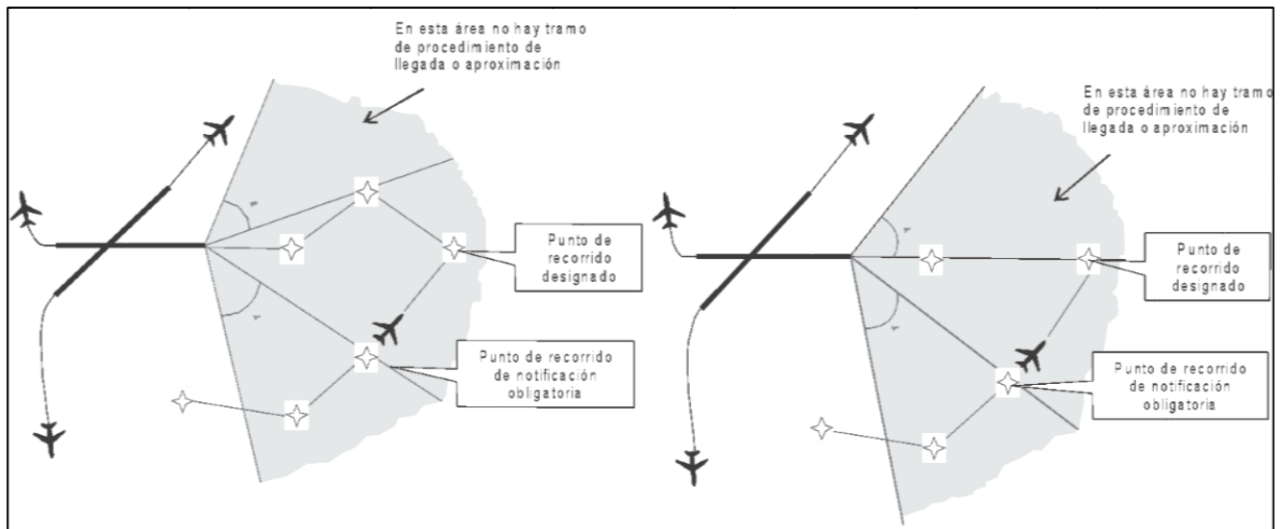 En esta área no hay tramo
de procedimiento de
llegada o aproximación
Punto de
recorrido
designado
Punto de recorrido
de notificación
obligatoria
En esta área no hay tramo
de procedimiento de
llegada o aproximación
Punto de
recorrido
designado
Punto de recorrido
de notificación
obligatoria